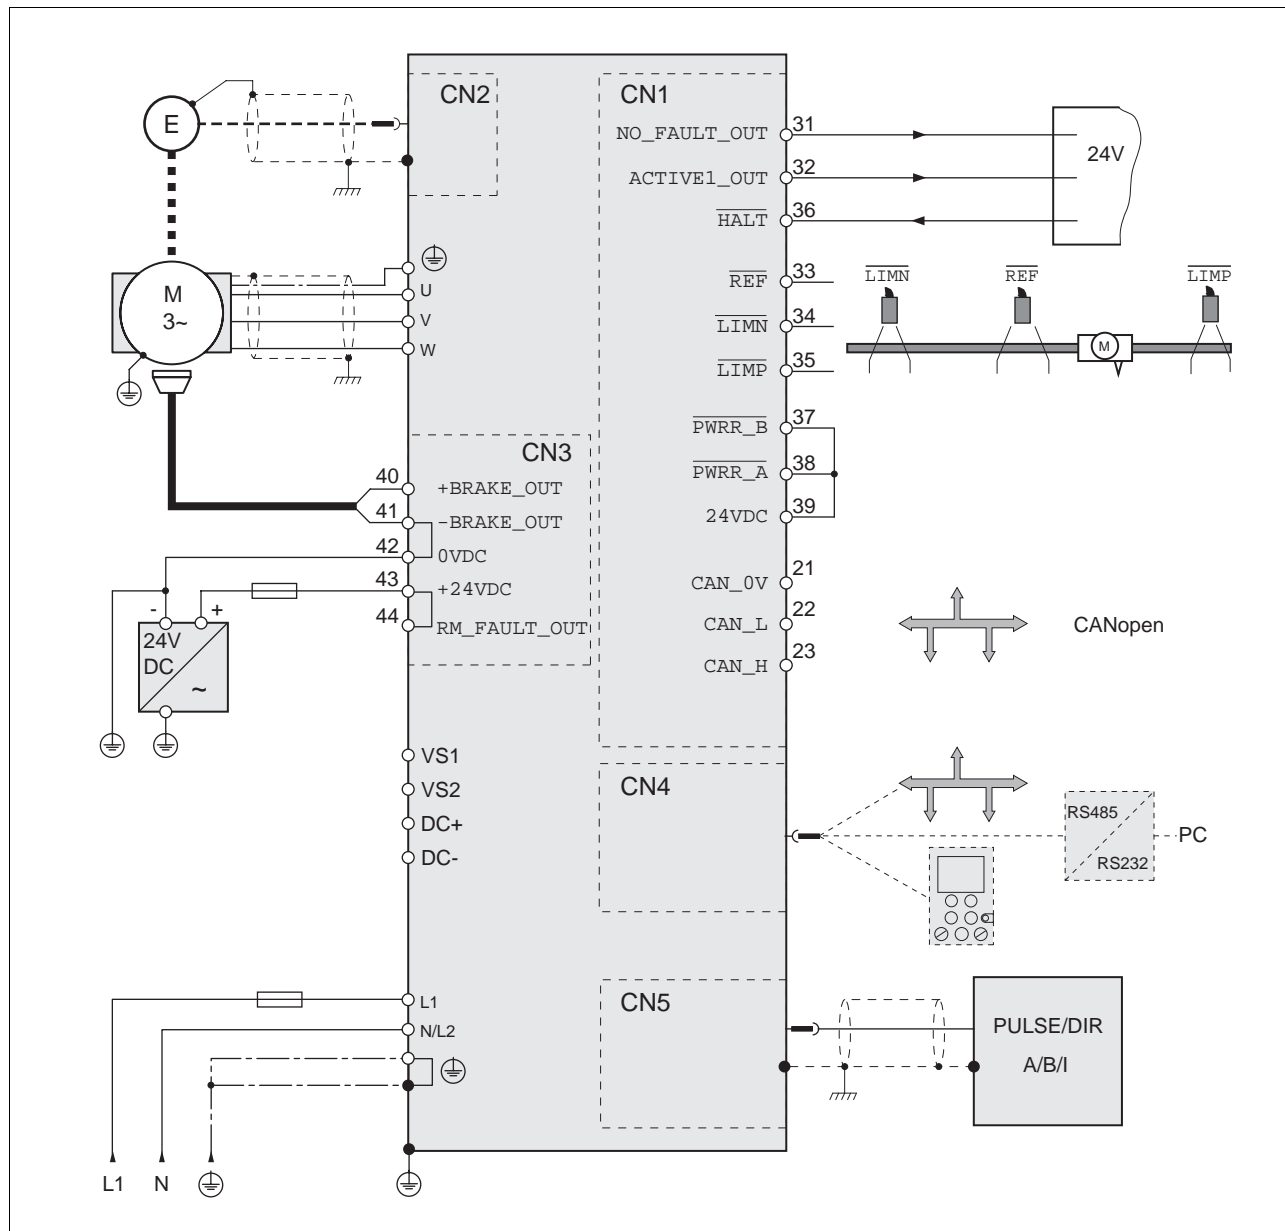 E
CN2
CN1
NO_FAULT_OUT 31
24V
ACTIVE1_OUT 32
HALT 36
REF 33
LIMN REF LIMP
LIMN 34
LIMP 35
M
M
3~
U
V
W
PWRR_B 37
PWRR_A 38
24VDC 39
CN3
40 +BRAKE_OUT
41 -BRAKE_OUT
42 0VDC
43 +24VDC
44 RM_FAULT_OUT
- +
24V
DC
~
CAN_0V 21
CAN_L 22
CAN_H 23
CANopen
VS1
VS2
DC+
DC-
CN4
RS485
RS232
PC
L1
N/L2
CN5
PULSE/DIR
A/B/I
L1 N